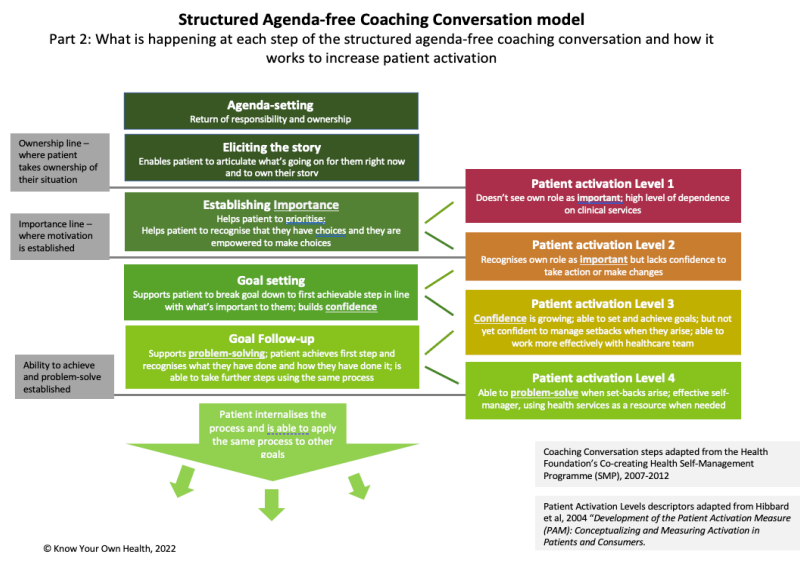 Structured Agenda-free Coaching Conversation model
Part 2: What is happening at each step of the structured agenda-free coaching conversation and how it
works to increase patient activation
Agenda-setting
Return of responsibility and ownership
Ownership line –
where patient
takes ownership of
their situation
Eliciting the story
Enables patient to articulate what's going on for them right now
and to own their story
Patient activation Level 1
Doesn't see own role as important; high level of dependence
on clinical services
Establishing Importance
Helps patient to prioritise;
Helps patient to recognise that they have choices and they are
empowered to make choices
Importance line –
where motivation
is established
Patient activation Level 2
Recognises own role as important but lacks confidence to
take action or make changes
Goal setting
Supports patient to break goal down to first achievable step in line
with what's important to them; builds confidence
Patient activation Level 3
Confidence is growing; able to set and achieve goals; but not
yet confident to manage setbacks when they arise; able to
work more effectively with healthcare team
Goal Follow-up
Supports problem-solving; patient achieves first step and
recognises what they have done and how they have done it; is
able to take further steps using the same process
Ability to achieve
and problem-solve
established
Patient activation Level 4
Able to problem-solve when set-backs arise; effective self-
manager, using health services as a resource when needed
Patient internalises the
process and is able to apply
the same process to other
goals
Coaching Conversation steps adapted from the Health
Foundation's Co-creating Health Self-Management
Programme (SMP), 2007-2012
Patient Activation Levels descriptors adapted from Hibbard
et al, 2004 "Development of the Patient Activation Measure
(PAM): Conceptualizing and Measuring Activation in
Patients and Consumers.
© Know Your Own Health, 2022